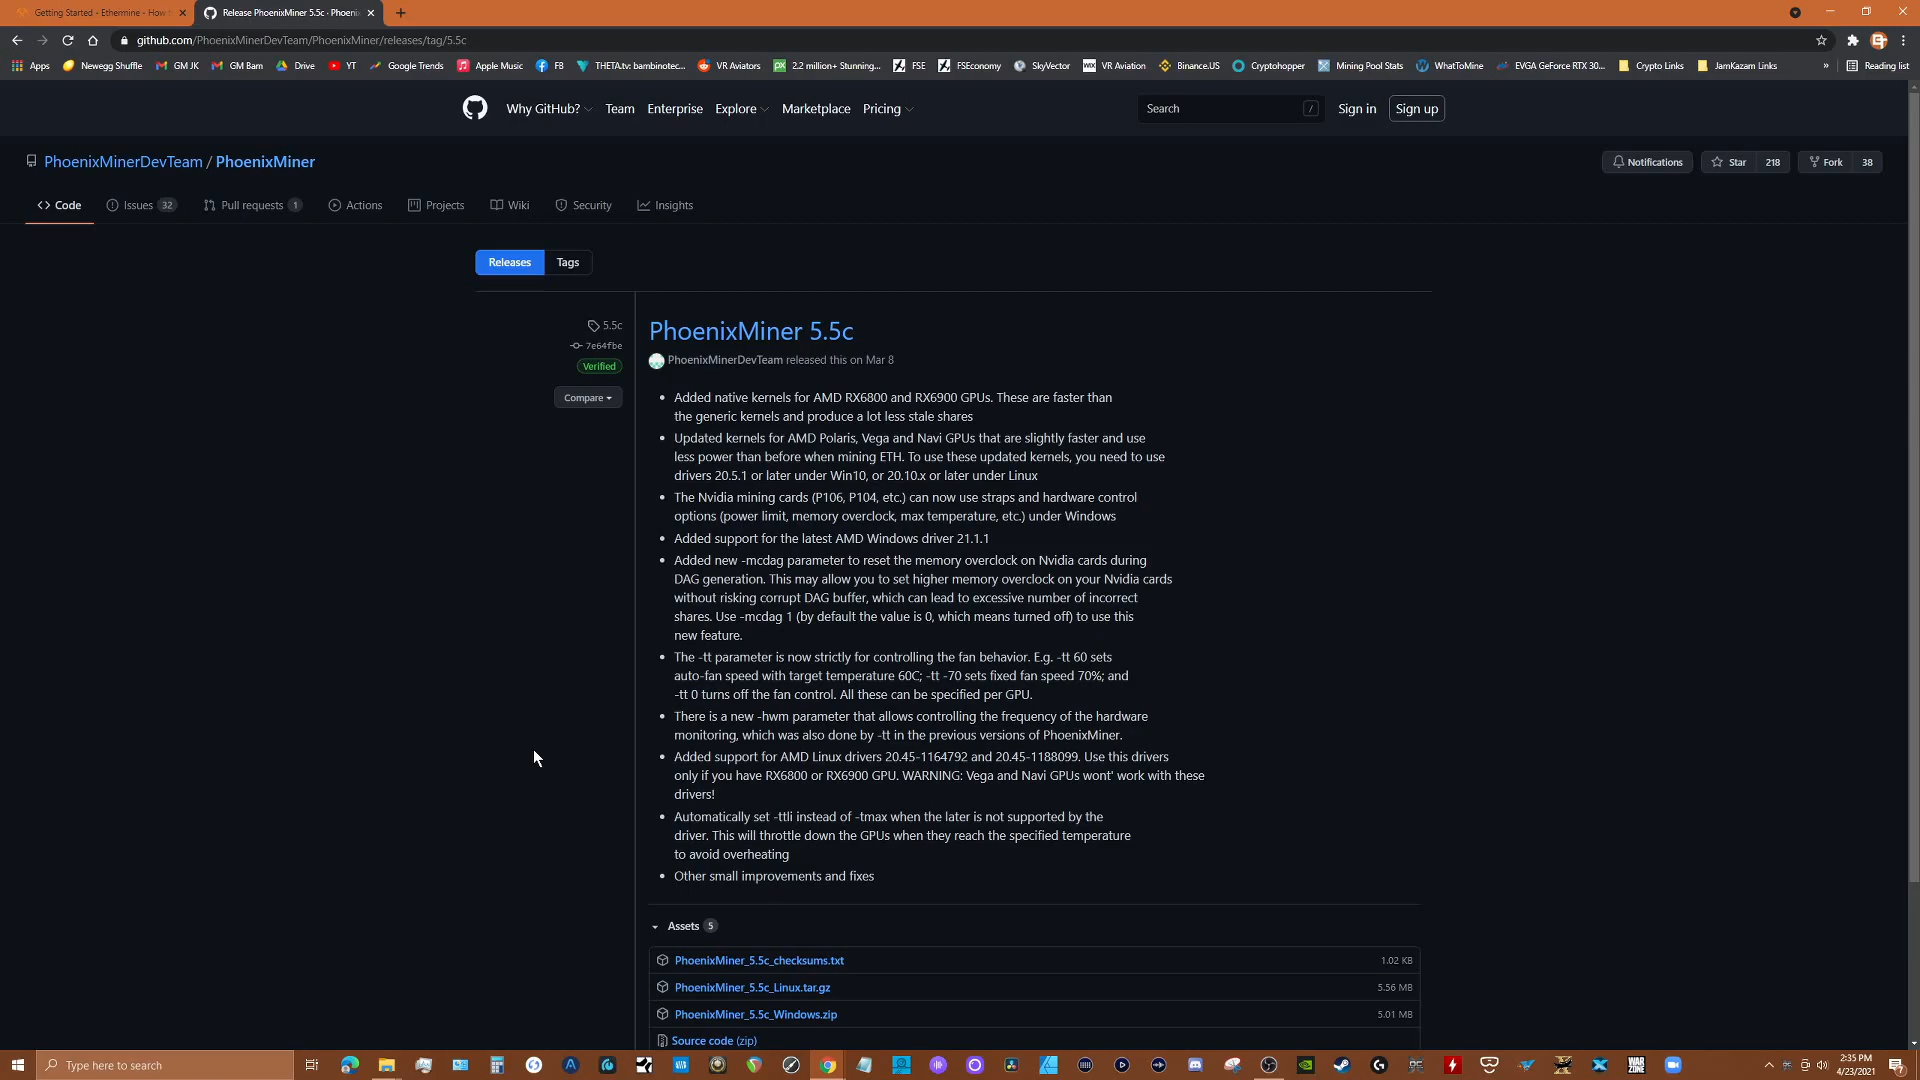 Getting Started - Ethermine - How
Release PhoenixMiner 5.5c · Phoeni
github.com/PhoenixMinerDevTeam/PhoenixMiner/releases/tag/5.5c
Apps Newegg Shuffle GM JK GM Bam Drive YT Google Trends Apple Music FB THETA.tv: bambinotec... VR Aviators 2.2 million+ Stunning... FSE FSEconomy SkyVector VR Aviation Binance.US Cryptohopper Mining Pool Stats WhatToMine EVGA GeForce RTX 30... Crypto Links JamKazam Links » Reading list
Why GitHub? Team Enterprise Explore Marketplace Pricing Search / Sign in Sign up
PhoenixMinerDevTeam / PhoenixMiner Notifications Star 218 Fork 38
Code Issues 32 Pull requests 1 Actions Projects Wiki Security Insights
Releases Tags
5.5c
7e64fbe
Verified
Compare
PhoenixMiner 5.5c
PhoenixMinerDevTeam released this on Mar 8
• Added native kernels for AMD RX6800 and RX6900 GPUs. These are faster than
the generic kernels and produce a lot less stale shares
• Updated kernels for AMD Polaris, Vega and Navi GPUs that are slightly faster and use
less power than before when mining ETH. To use these updated kernels, you need to use
drivers 20.5.1 or later under Win10, or 20.10.x or later under Linux
• The Nvidia mining cards (P106, P104, etc.) can now use straps and hardware control
options (power limit, memory overclock, max temperature, etc.) under Windows
• Added support for the latest AMD Windows driver 21.1.1
• Added new -mcdag parameter to reset the memory overclock on Nvidia cards during
DAG generation. This may allow you to set higher memory overclock on your Nvidia cards
without risking corrupt DAG buffer, which can lead to excessive number of incorrect
shares. Use -mcdag 1 (by default the value is 0, which means turned off) to use this
new feature.
• The -tt parameter is now strictly for controlling the fan behavior. E.g. -tt 60 sets
auto-fan speed with target temperature 60C; -tt -70 sets fixed fan speed 70%; and
-tt 0 turns off the fan control. All these can be specified per GPU.
• There is a new -hwm parameter that allows controlling the frequency of the hardware
monitoring, which was also done by -tt in the previous versions of PhoenixMiner.
• Added support for AMD Linux drivers 20.45-1164792 and 20.45-1188099. Use this drivers
only if you have RX6800 or RX6900 GPU. WARNING: Vega and Navi GPUs wont' work with these
drivers!
• Automatically set -ttli instead of -tmax when the later is not supported by the
driver. This will throttle down the GPUs when they reach the specified temperature
to avoid overheating
• Other small improvements and fixes
Assets 5
PhoenixMiner_5.5c_checksums.txt 1.02 KB
PhoenixMiner_5.5c_Linux.tar.gz 5.56 MB
PhoenixMiner_5.5c_Windows.zip 5.01 MB
Source code (zip)
Type here to search
WAR ZONE
2:35 PM
4/23/2021